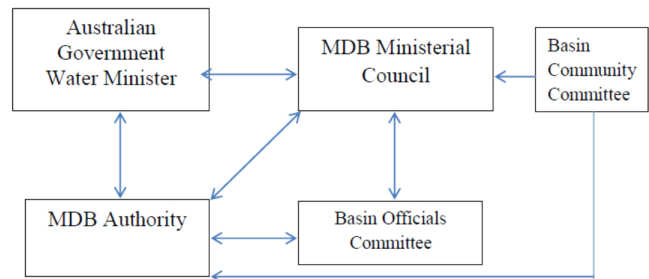 Australian
Government
Water Minister
MDB Ministerial
Council
Basin
Community
Committee
MDB Authority
Basin Officials
Committee